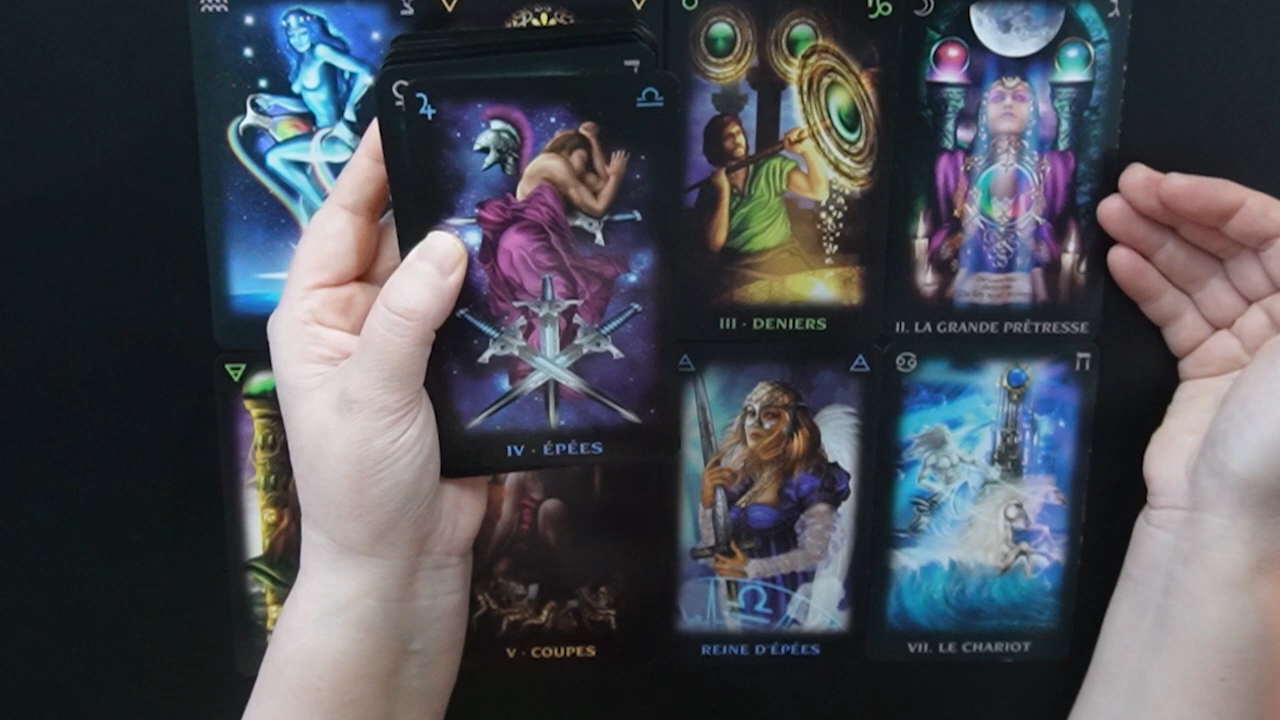 III · DENIERS
II. LA GRANDE PRÊTRESSE
IV · ÉPÉES
V · COUPES
REINE D'ÉPÉES
VII. LE CHARIOT